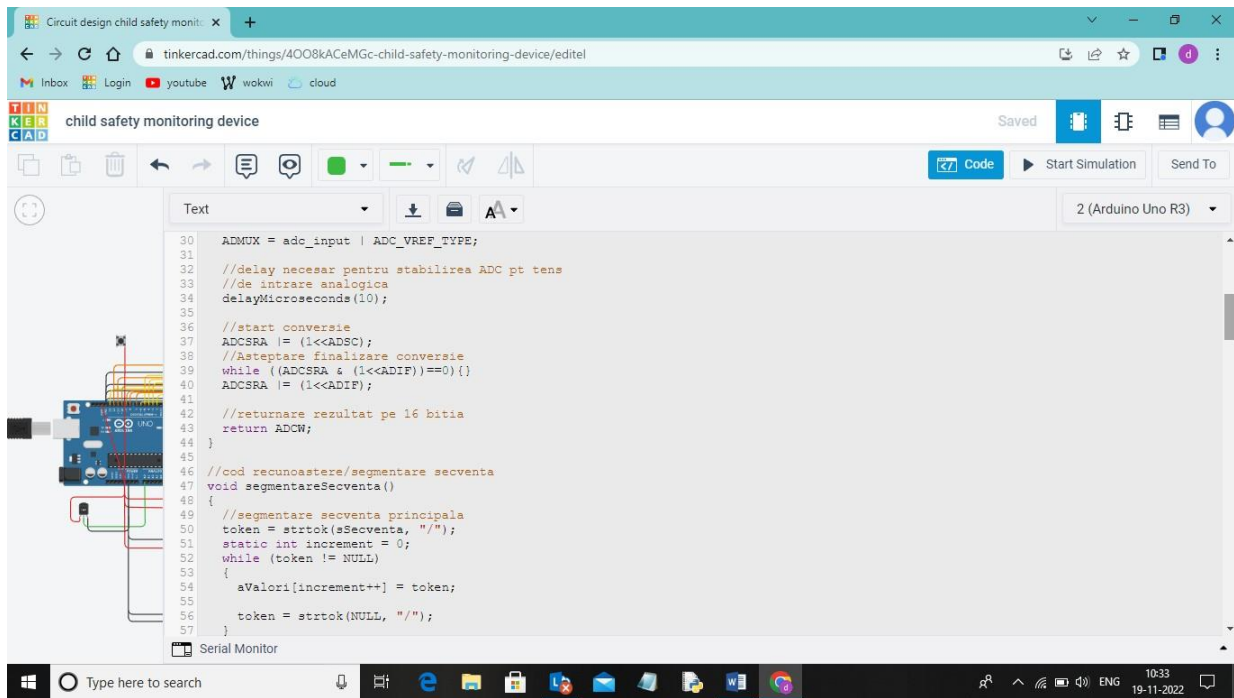 Circuit design child safety monito
tinkercad.com/things/4OO8kACeMGc-child-safety-monitoring-device/editel
Inbox Login youtube wokwi cloud
TIN
KER
CAD
child safety monitoring device
Saved
Code
Start Simulation
Send To
Text
2 (Arduino Uno R3)
30 ADMUX = adc_input | ADC_VREF_TYPE;
31
32 //delay necesar pentru stabilirea ADC pt tens
33 //de intrare analogica
34 delayMicroseconds(10);
35
36 //start conversie
37 ADCSRA |= (1<<ADSC);
38 //Asteptare finalizare conversie
39 while ((ADCSRA & (1<<ADIF))==0){}
40 ADCSRA |= (1<<ADIF);
41
42 //returnare rezultat pe 16 bitia
43 return ADCW;
44 }
45
46 //cod recunoastere/segmentare secventa
47 void segmentareSecventa()
48 {
49 //segmentare secventa principala
50 token = strtok(sSecventa, "/");
51 static int increment = 0;
52 while (token != NULL)
53 {
54 aValori[increment++] = token;
55
56 token = strtok(NULL, "/");
57 }
UNO
Serial Monitor
Type here to search
ENG
10:33
19-11-2022